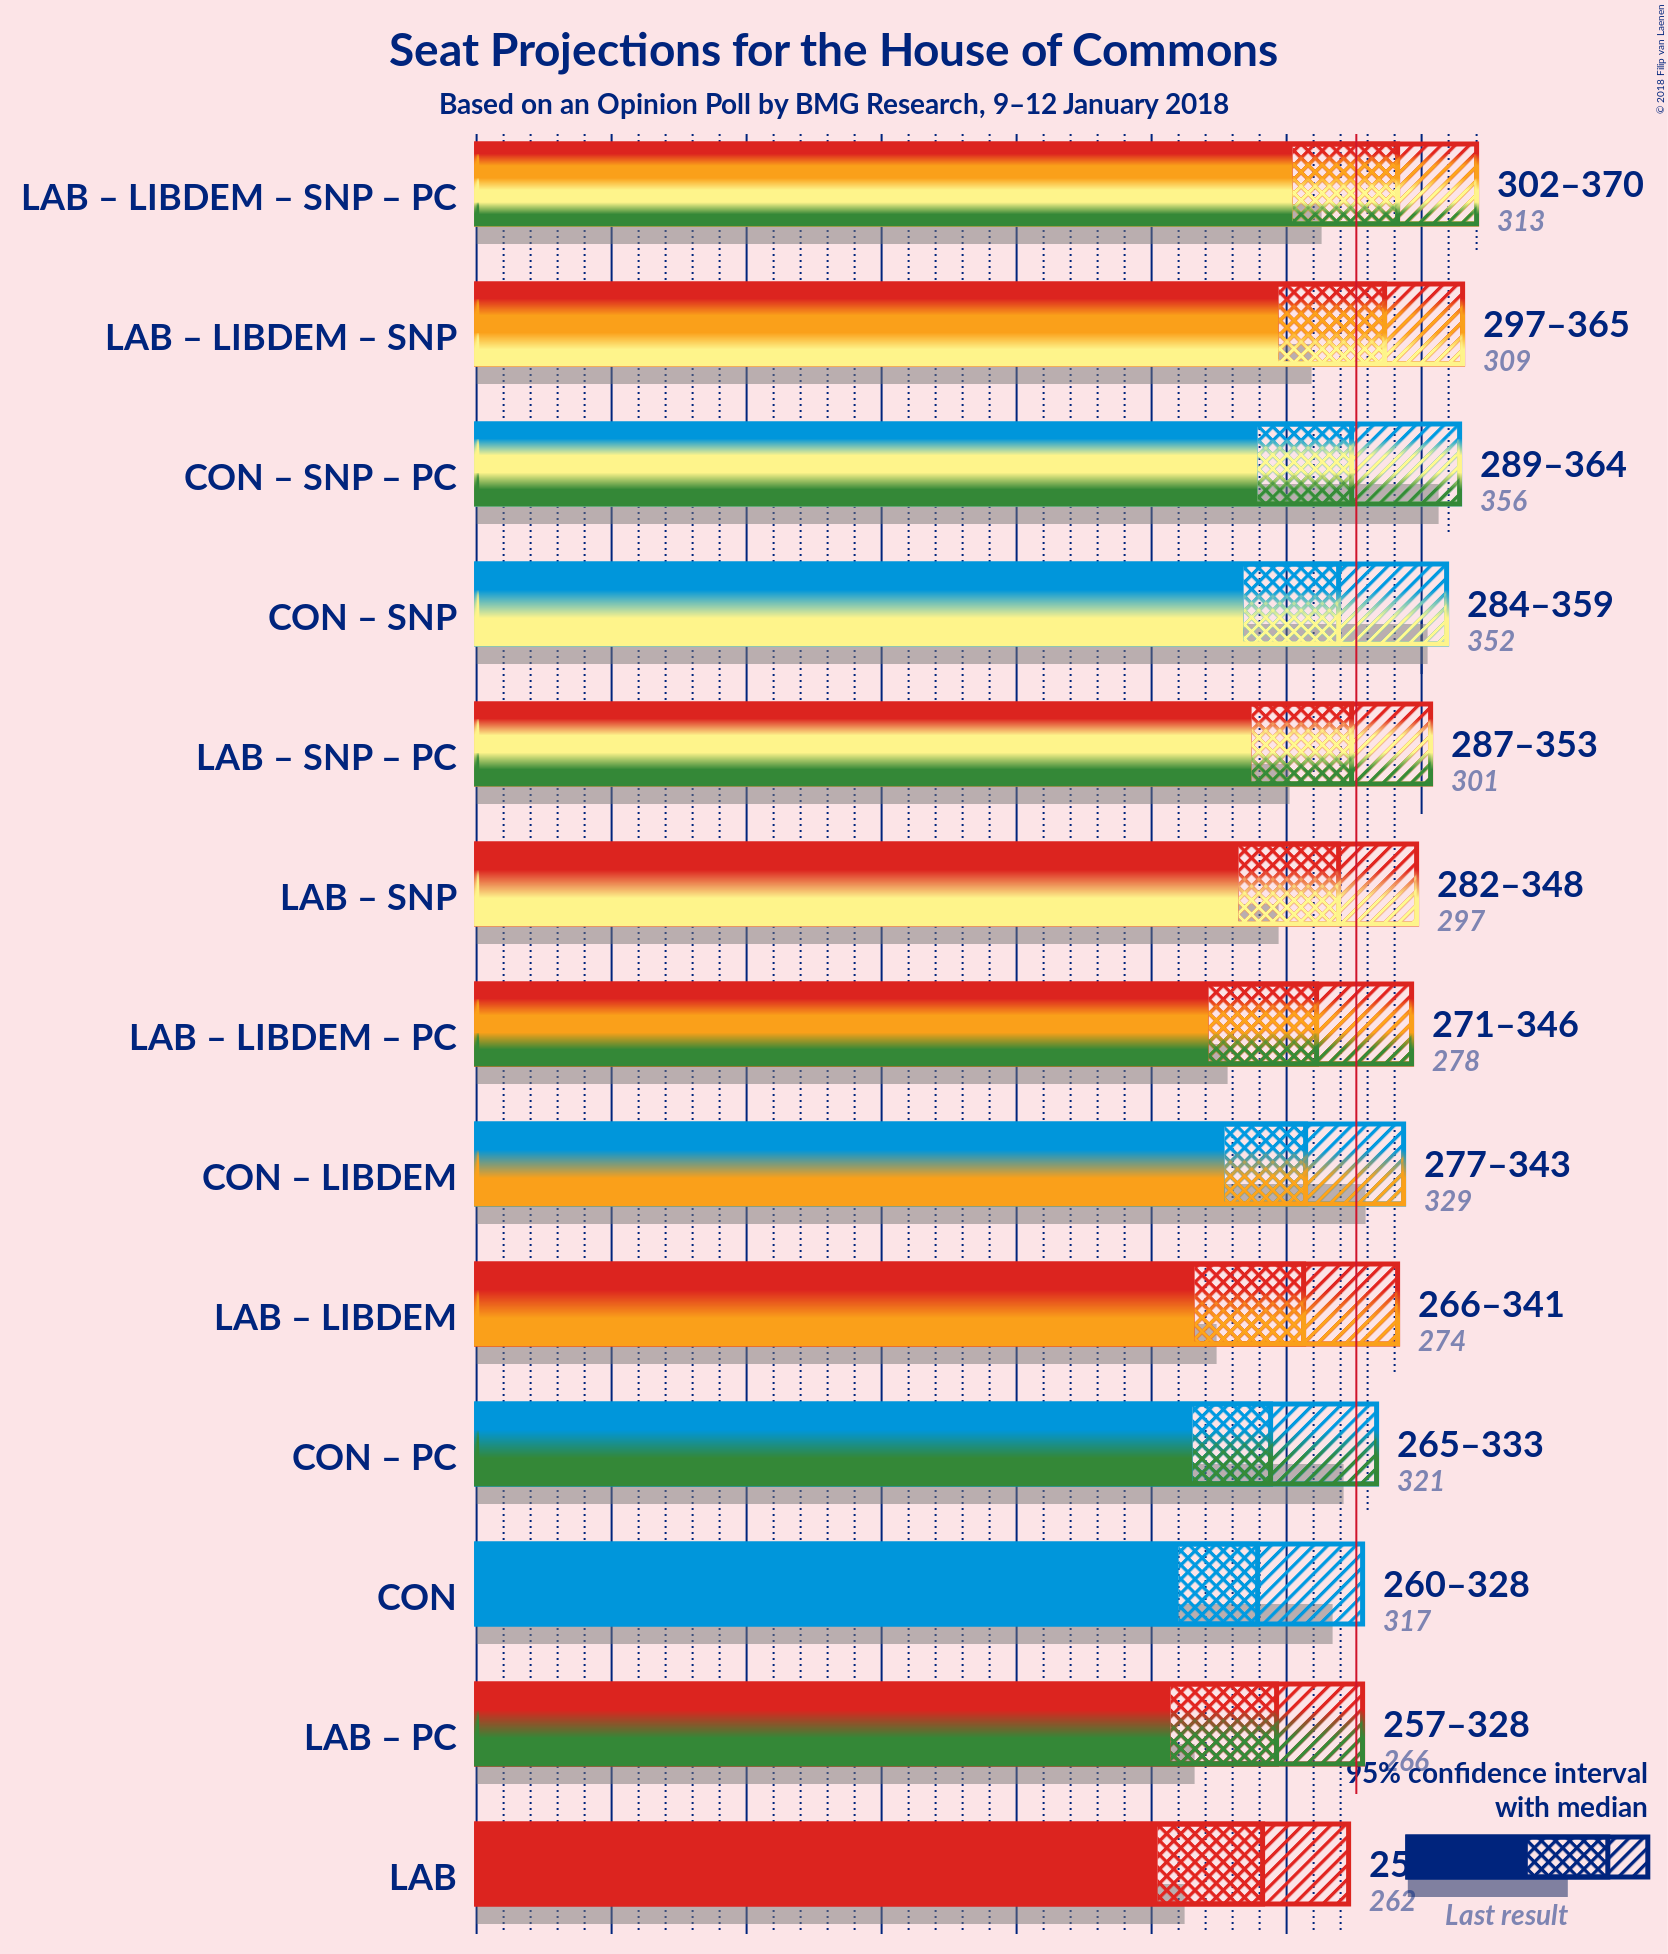 Seat Projections for the House of Commons
Based on an Opinion Poll by BMG Research, 9–12 January 2018
© 2018 Filip van Laenen
LAB – LIBDEM – SNP – PC
302–370
313
LAB – LIBDEM – SNP
297–365
309
CON – SNP – PC
289–364
356
CON – SNP
284–359
352
LAB – SNP – PC
287–353
301
LAB – SNP
282–348
297
LAB – LIBDEM – PC
271–346
278
CON – LIBDEM
277–343
329
LAB – LIBDEM
266–341
274
CON – PC
265–333
321
CON
260–328
317
LAB – PC
257–328
266
95% confidence interval
with median
LAB
262
Last result